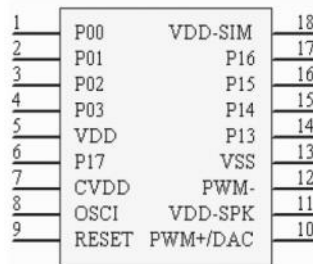 1 P00 VDD-SIM 18
2 P01 P16 17
3 P02 P15 16
4 P03 P14 15
5 VDD P13 14
6 P17 VSS 13
7 CVDD PWM- 12
8 OSCI VDD-SPK 11
9 RESET PWM+/DAC 10